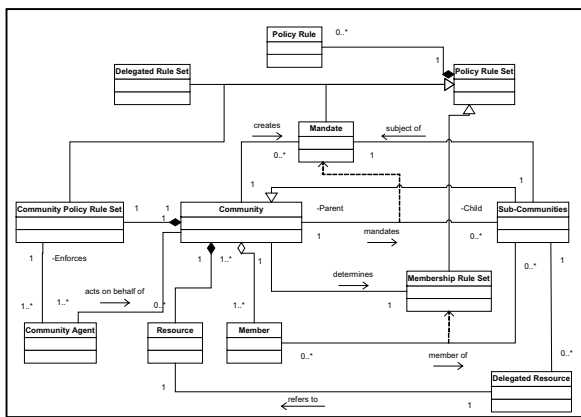 Policy Rule
0..*
1
Delegated Rule Set
Policy Rule Set
creates
Mandate
subject of
0..*
1
1
1
Community Policy Rule Set
1
1
1
Community
-Parent
-Child
Sub-Communities
1
mandates
0..*
1
-Enforces
1
1..*
1
determines
Membership Rule Set
0..*
acts on behalf of
1..*
1..*
0..*
1..*
1
Community Agent
Resource
Member
0..*
member of
0..*
Delegated Resource
1
refers to
1